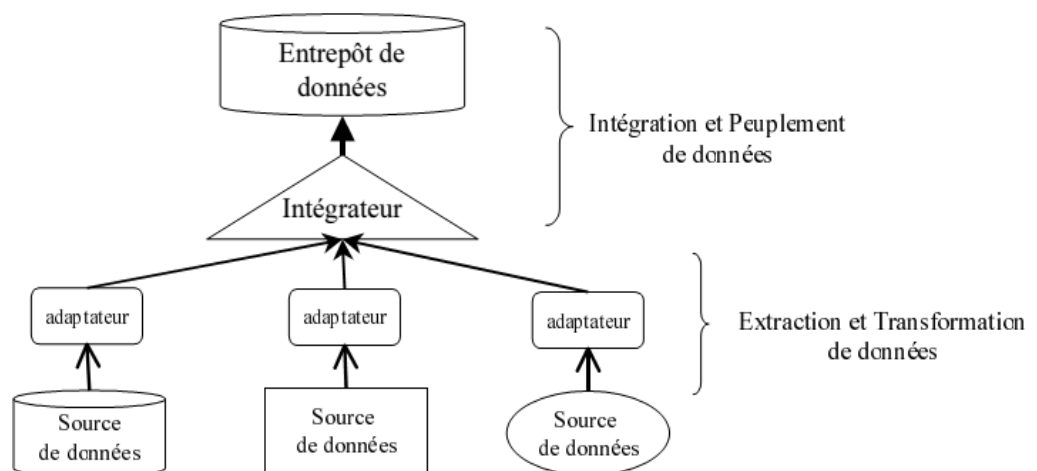 Entrepôt de
données
Intégration et Peuplement
de données
Intégrateur
adaptateur
adaptateur
adaptateur
Extraction et Transformation
de données
Source
de données
Source
de données
Source
de données